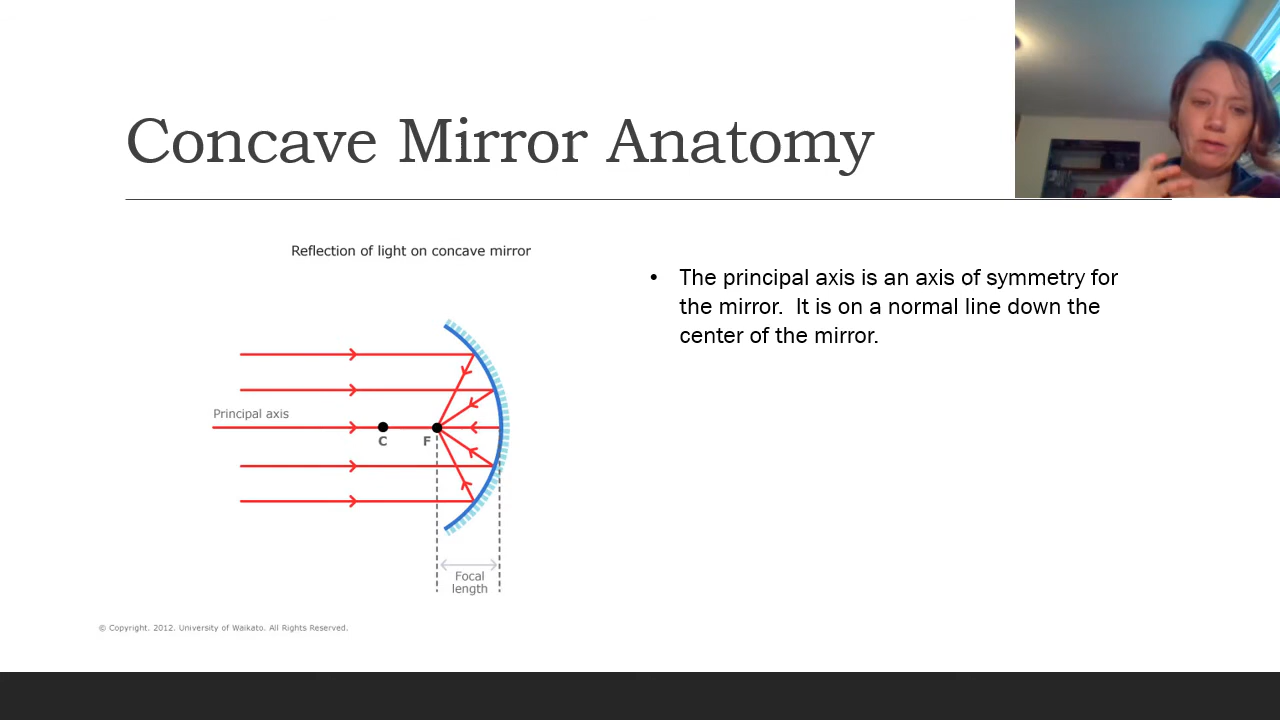 Concave Mirror Anatomy
Reflection of light on concave mirror
• The principal axis is an axis of symmetry for
the mirror.  It is on a normal line down the
center of the mirror.
Principal axis
C
F
Focal
length
© Copyright. 2012. University of Waikato. All Rights Reserved.